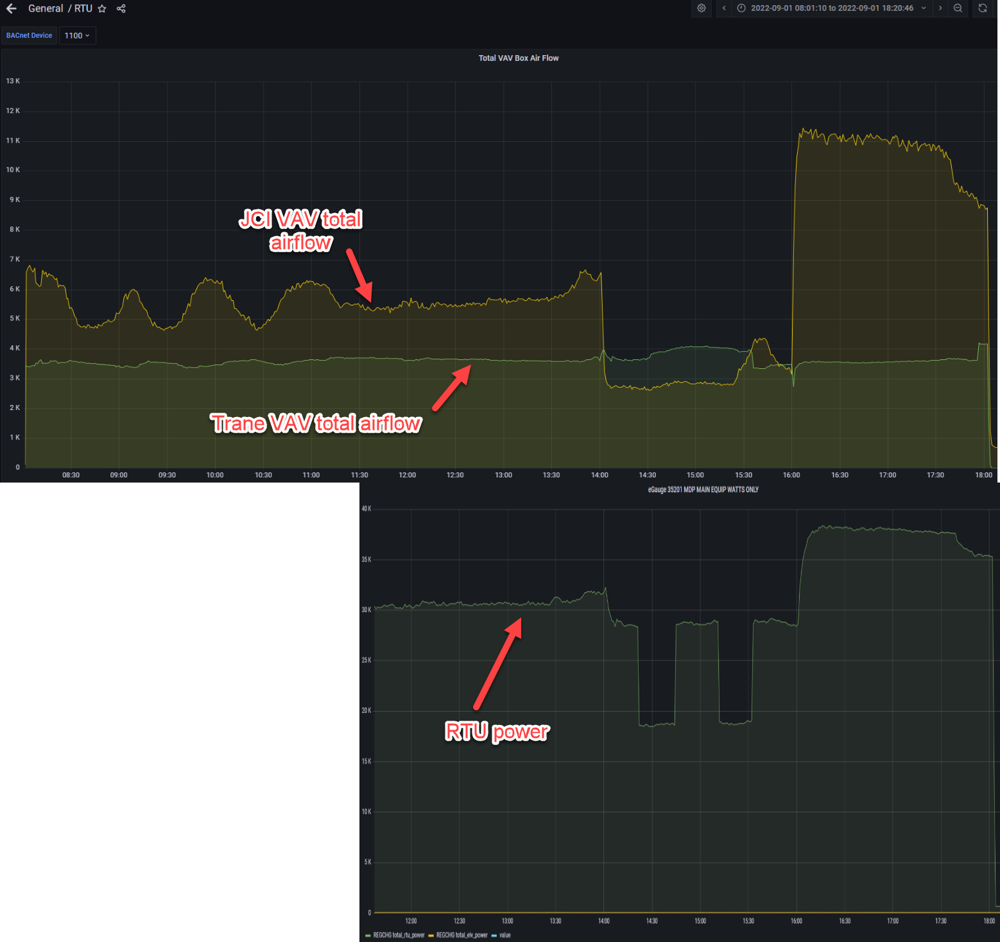 General / RTU
2022-09-01 08:01:10 to 2022-09-01 18:20:46
BACnet Device 1100
Total VAV Box Air Flow
13 K
12 K
11 K
10 K
9 K
8 K
7 K
6 K
5 K
4 K
3 K
2 K
1 K
0
JCI VAV total
airflow
Trane VAV total airflow
08:30 09:00 09:30 10:00 10:30 11:00 11:30 12:00 12:30 13:00 13:30 14:00 14:30 15:00 15:30 16:00 16:30 17:00 17:30 18:00
eGauge 35201 MDP MAIN EQUIP WATTS ONLY
40 K
35 K
30 K
25 K
20 K
15 K
10 K
5 K
0
RTU power
12:00 12:30 13:00 13:30 14:00 14:30 15:00 15:30 16:00 16:30 17:00 17:30 18:00
REGCHG total_rtu_power REGCHG total_elv_power value